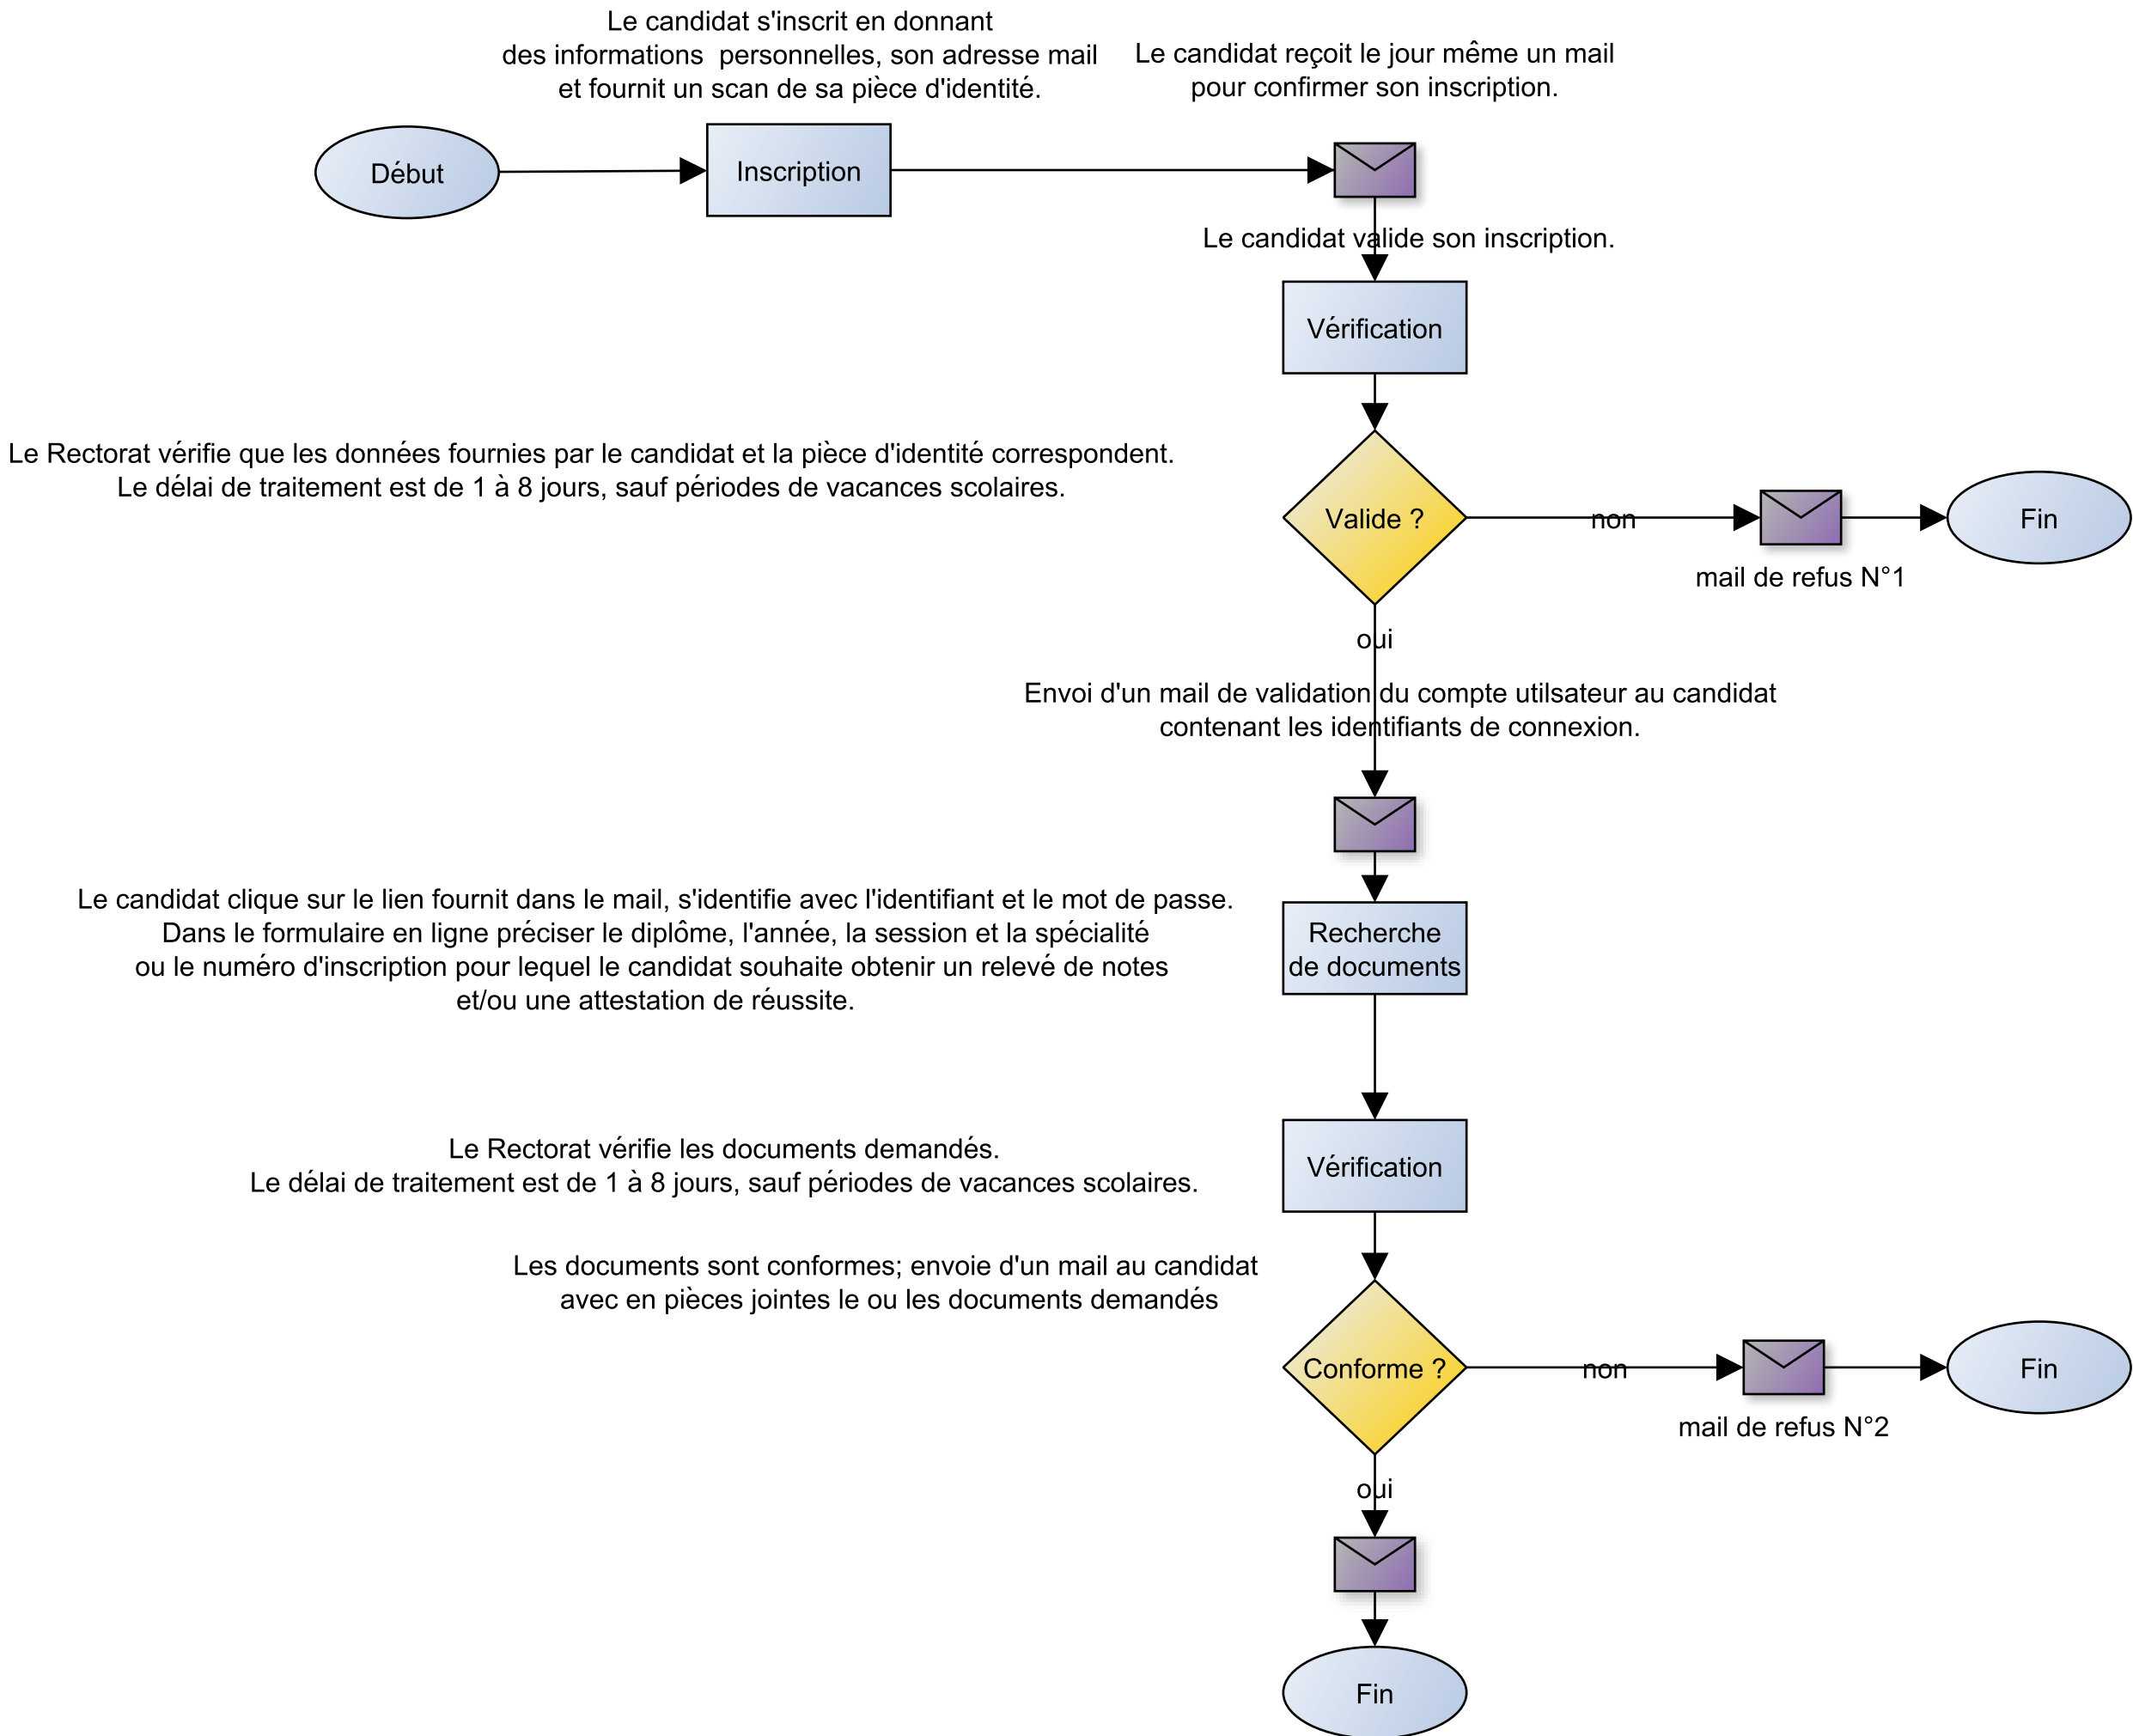 Le candidat s'inscrit en donnant
des informations  personnelles, son adresse mail
et fournit un scan de sa pièce d'identité.
Le candidat reçoit le jour même un mail
pour confirmer son inscription.
Début
Inscription
Le candidat valide son inscription.
Vérification
Le Rectorat vérifie que les données fournies par le candidat et la pièce d'identité correspondent.
Le délai de traitement est de 1 à 8 jours, sauf périodes de vacances scolaires.
Valide ?
non
Fin
mail de refus N°1
oui
Envoi d'un mail de validation du compte utilsateur au candidat
contenant les identifiants de connexion.
Le candidat clique sur le lien fournit dans le mail, s'identifie avec l'identifiant et le mot de passe.
Dans le formulaire en ligne préciser le diplôme, l'année, la session et la spécialité
ou le numéro d'inscription pour lequel le candidat souhaite obtenir un relevé de notes
et/ou une attestation de réussite.
Recherche
de documents
Le Rectorat vérifie les documents demandés.
Le délai de traitement est de 1 à 8 jours, sauf périodes de vacances scolaires.
Vérification
Les documents sont conformes; envoie d'un mail au candidat
avec en pièces jointes le ou les documents demandés
Conforme ?
non
Fin
mail de refus N°2
oui
Fin